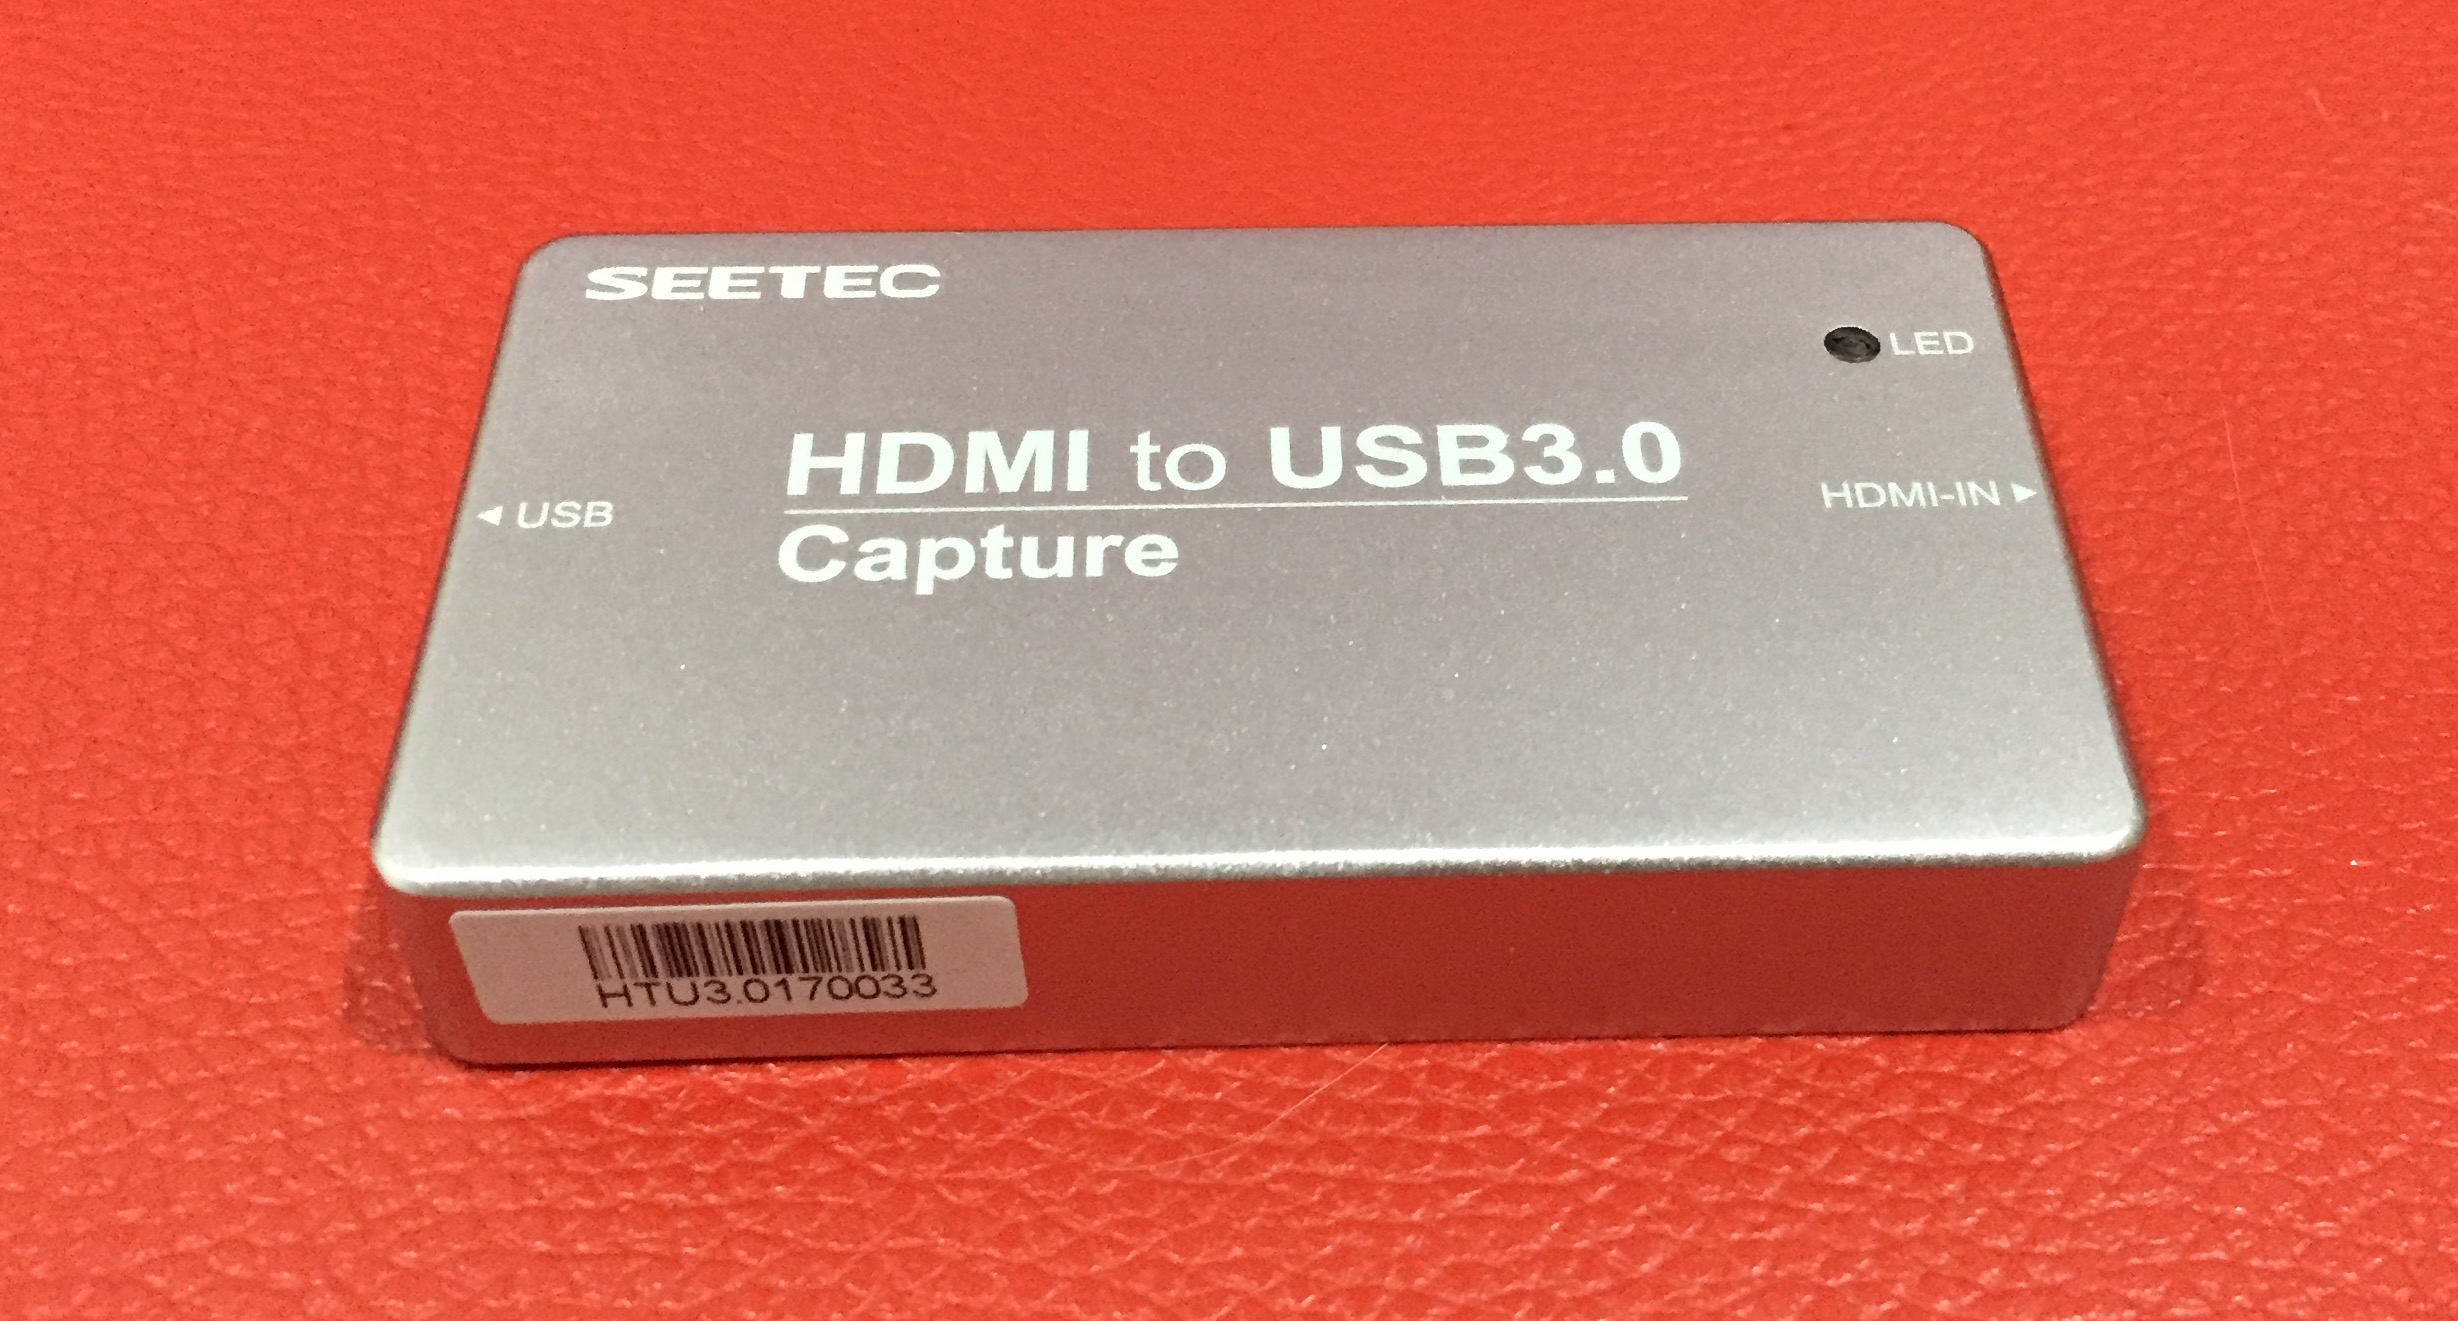 SEETEC
LED
HDMI to USB3.0
◄ USB
HDMI-IN ►
Capture
HTU3.0170033